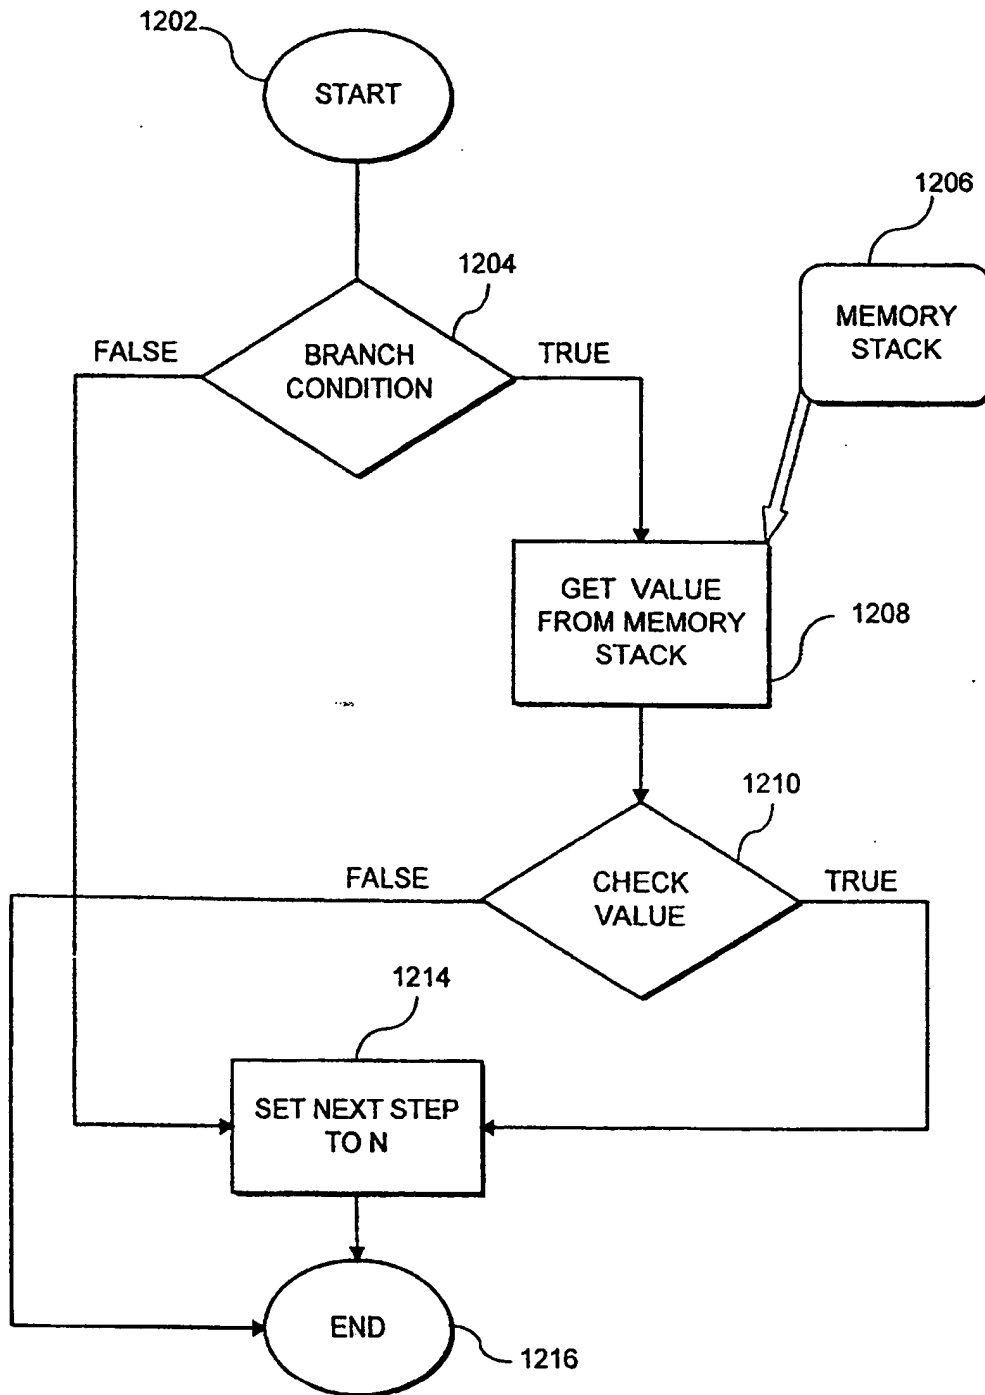 1202
START
1206
1204
MEMORY
STACK
FALSE
TRUE
BRANCH
CONDITION
GET VALUE
FROM MEMORY
STACK
1208
1210
FALSE
TRUE
CHECK
VALUE
1214
SET NEXT STEP
TO N
END
1216